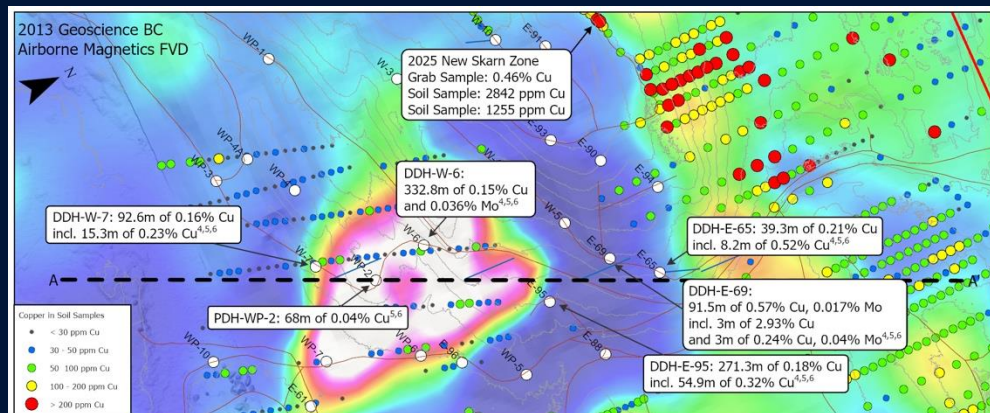 2013 Geoscience BC
Airborne Magnetics FVD
N
WP-1
W-3
W-10
E-91
2025 New Skarn Zone
Grab Sample: 0.46% Cu
Soil Sample: 2842 ppm Cu
Soil Sample: 1255 ppm Cu
E-93
E-90
E-94
WP-4A
WP-3
DDH-W-6:
332.8m of 0.15% Cu
and 0.036% Mo4,5,6
DDH-W-7: 92.6m of 0.16% Cu
incl. 15.3m of 0.23% Cu4,5,6
W-5
W-6
W-7
WP-2
E-69
E-65
DDH-E-65: 39.3m of 0.21% Cu
incl. 8.2m of 0.52% Cu4,5,6
A
A'
DDH-E-69:
91.5m of 0.57% Cu, 0.017% Mo
incl. 3m of 2.93% Cu
and 3m of 0.24% Cu, 0.04% Mo4,5,6
PDH-WP-2: 68m of 0.04% Cu5,6
E-95
DDH-E-95: 271.3m of 0.18% Cu
incl. 54.9m of 0.32% Cu4,5,6
WP-10
WP-7
WP-6
E-96
WP-5
E-61
Copper in Soil Samples
< 30 ppm Cu
30 - 50 ppm Cu
50 100 ppm Cu
100 - 200 ppm Cu
> 200 ppm Cu